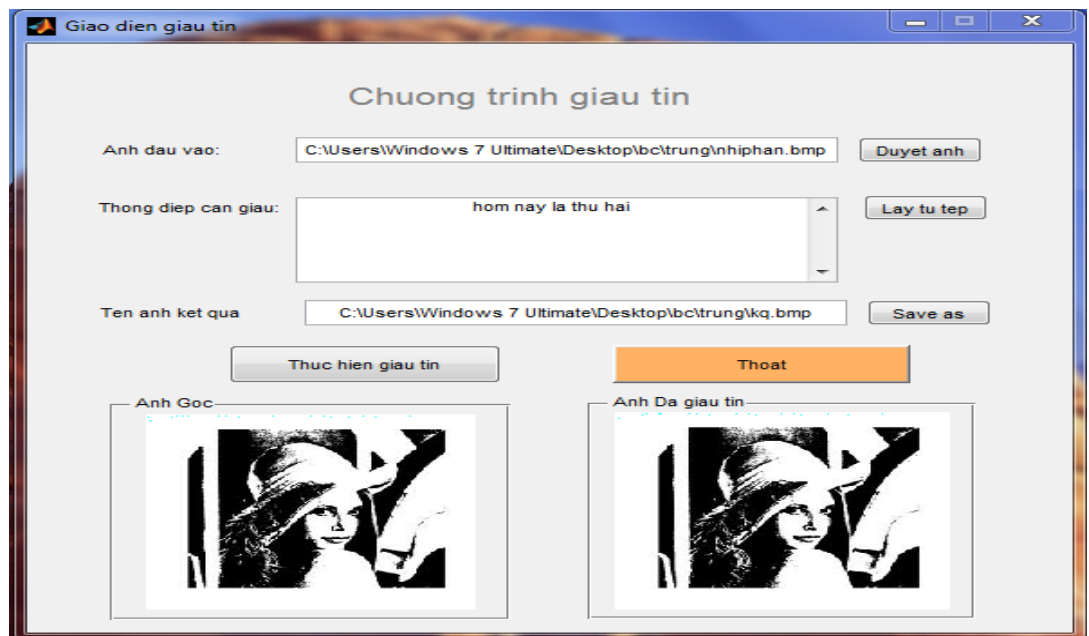 Giao dien giau tin
Chuong trinh giau tin
Anh dau vao: C:\Users\Windows 7 Ultimate\Desktop\bc\trung\nhiphan.bmp Duyet anh
Thong diep can giau: hom nay la thu hai Lay tu tep
Ten anh ket qua C:\Users\Windows 7 Ultimate\Desktop\bc\trung\kq.bmp Save as
Thuc hien giau tin Thoat
Anh Goc Anh Da giau tin